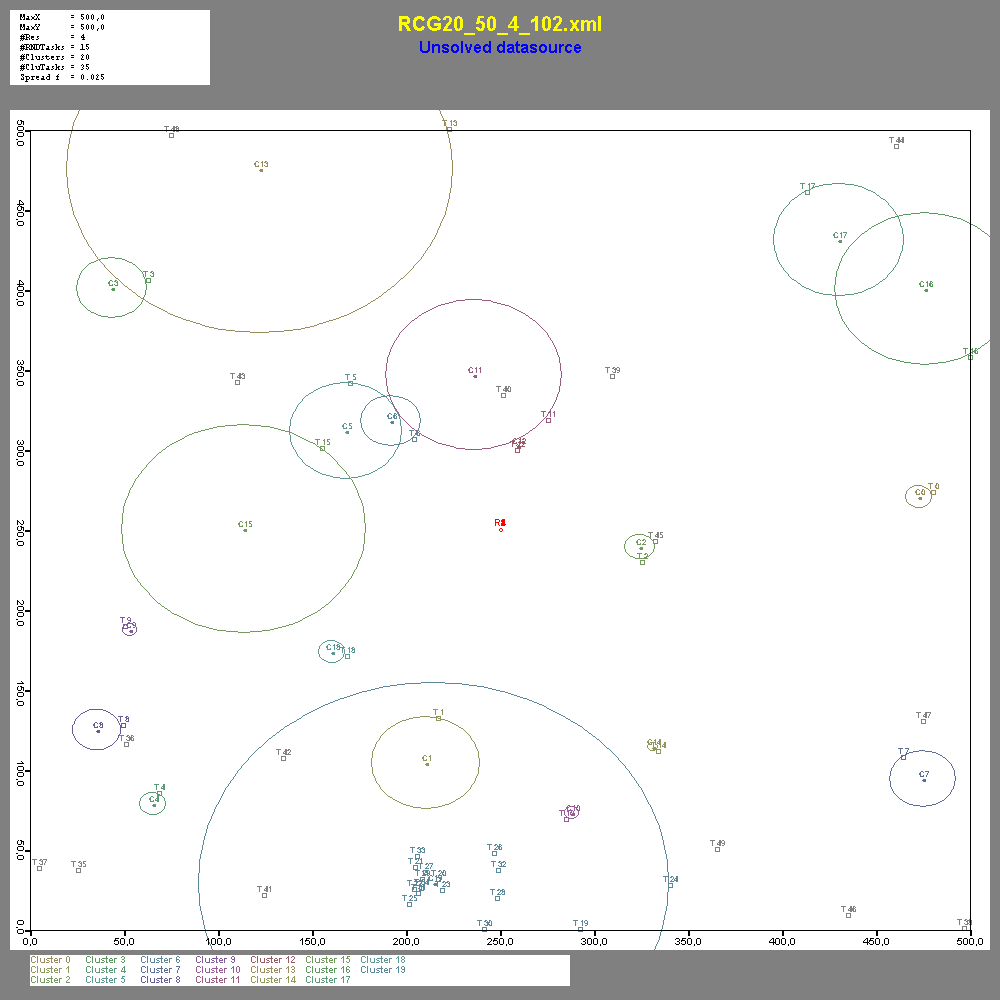 MaxX = 500,0
MaxY = 500,0
#Res = 4
#RNDTasks = 15
#Clusters = 20
#CluTasks = 35
Spread f = 0.025
RCG20_50_4_102.xml
Unsolved datasource
500,0
450,0
400,0
350,0
300,0
250,0
200,0
150,0
100,0
50,0
0,0
T 48
T 13
T 44
C13
T 17
C17
C3
T 3
C16
T 16
T 43
T 5
C11
T 40
T 39
C6
T 11
C5
T 6
T 15
C12
C0
T 0
C15
T 45
C2
T 2
T 9
C9
C18
T 18
T 1
C8
T 8
T 36
T 42
C1
C14
T 14
T 47
T 7
C7
T 4
C4
C10
T 49
T 33
T 26
T 21
T 27
T 32
T 37
T 35
T 20
T 24
T 23
T 41
T 25
T 28
T 30
T 19
T 46
T 38
0,0 50,0 100,0 150,0 200,0 250,0 300,0 350,0 400,0 450,0 500,0
Cluster 0 Cluster 3 Cluster 6 Cluster 9 Cluster 12 Cluster 15 Cluster 18
Cluster 1 Cluster 4 Cluster 7 Cluster 10 Cluster 13 Cluster 16 Cluster 19
Cluster 2 Cluster 5 Cluster 8 Cluster 11 Cluster 14 Cluster 17